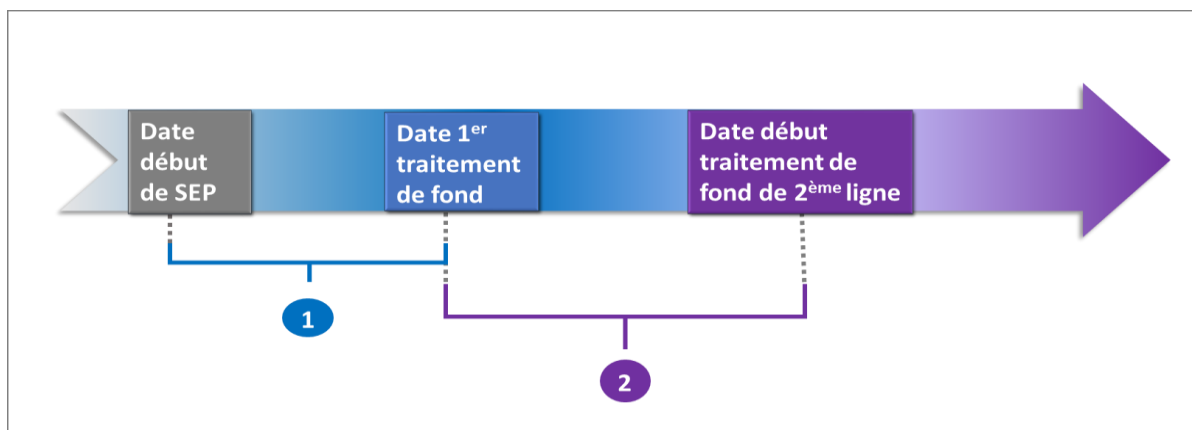 Date
début
de SEP
Date 1er
traitement
de fond
Date début
traitement de
fond de 2ème ligne
1
2